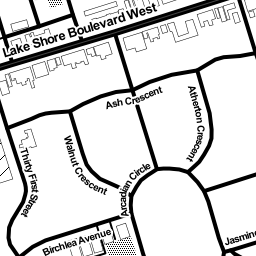 Lake Shore Boulevard West
Ash Crescent
Atherton Crescent
Walnut Crescent
Thirty First Street
Arcadian Circle
Birchlea Avenue
Jasmine